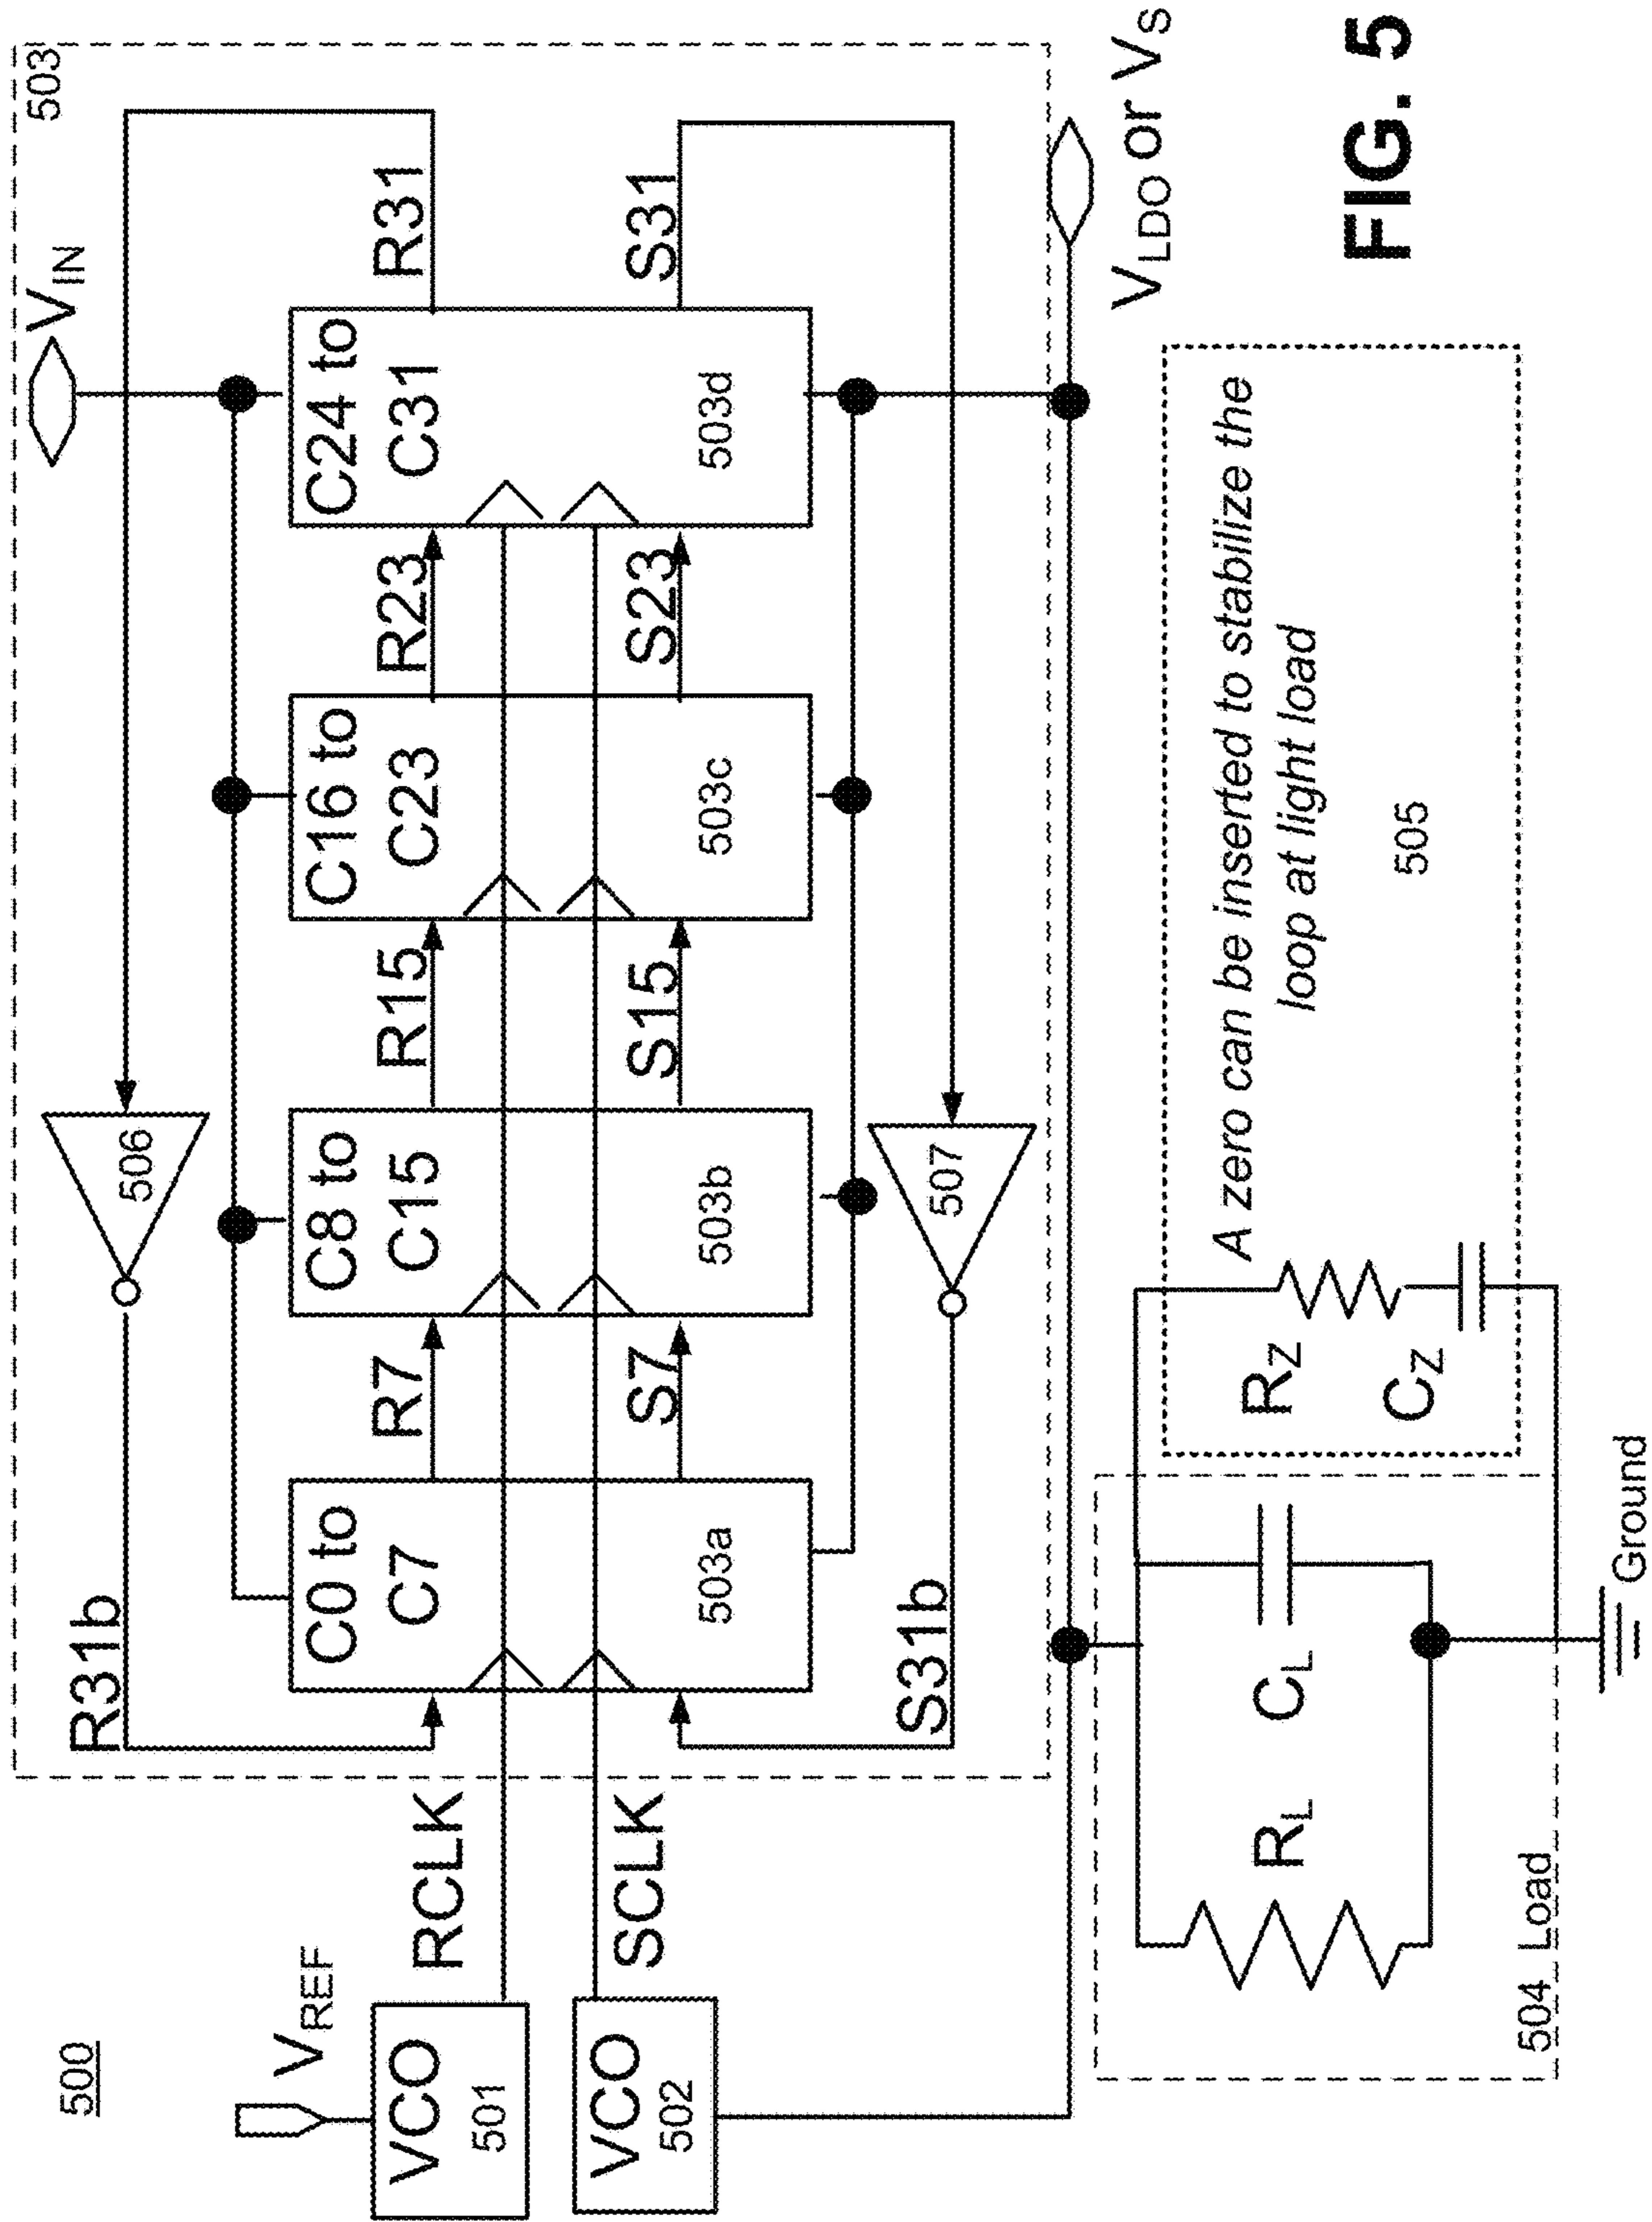 500
503
V_IN
R31b
506
C0 to
C7
503a
R7
C8 to
C15
503b
R15
C16 to
C23
503c
R23
C24 to
C31
503d
R31
V_REF
VCO
501
RCLK
VCO
502
SCLK
S7
S15
S23
S31
S31b
507
V_LDO or V_S
R_L
C_L
504 Load
R_Z
C_Z
A zero can be inserted to stabilize the
loop at light load
505
Ground
FIG. 5